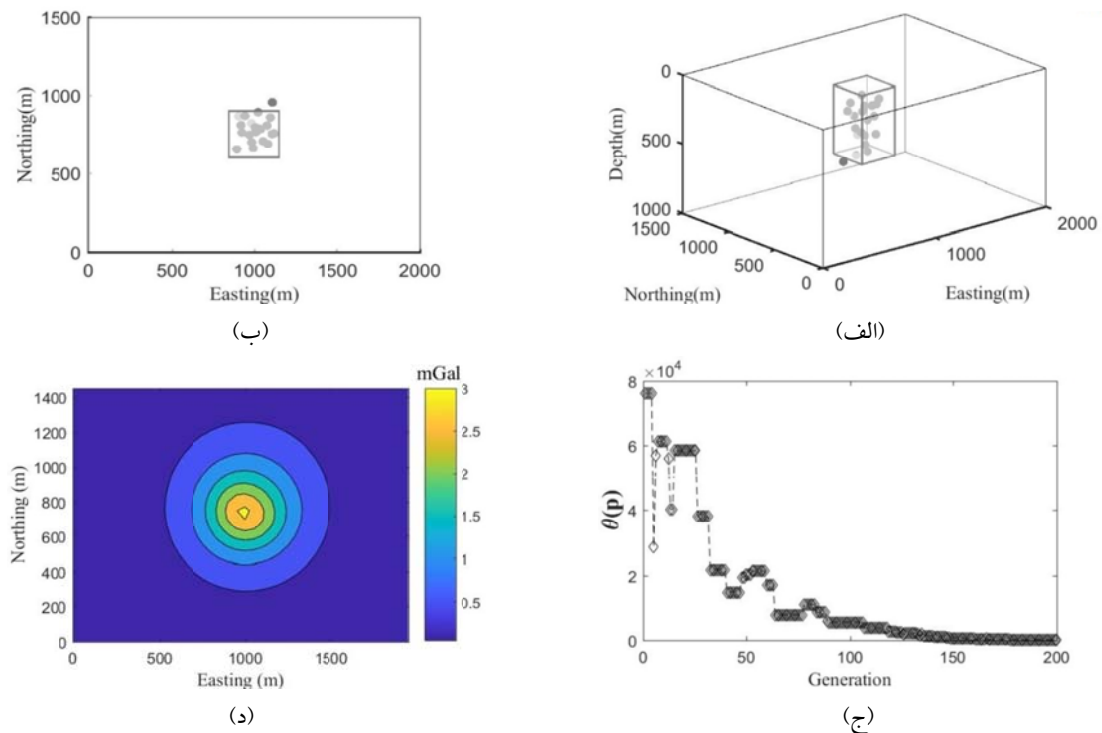 0
500
1000
1500
Depth(m)
1000
500
0
Northing(m)
0
1000
2000
Easting(m)
(الف)
1500
1000
500
0
Northing(m)
0 500 1000 1500 2000
Easting(m)
(ب)
× 10⁴
8
6
4
2
0
θ(p)
0 50 100 150 200
Generation
(ج)
mGal
3
2.5
2
1.5
1
0.5
1400
1200
1000
800
600
400
200
0
Northing (m)
0 500 1000 1500
Easting (m)
(د)